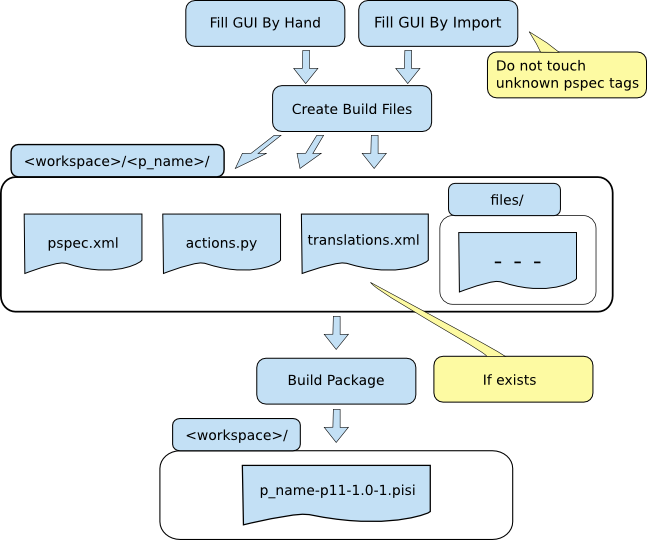 Fill GUI By Hand
Fill GUI By Import
Do not touch
unknown pspec tags
Create Build Files
<workspace>/<p_name>/
files/
pspec.xml
actions.py
translations.xml
- - -
Build Package
If exists
<workspace>/
p_name-p11-1.0-1.pisi